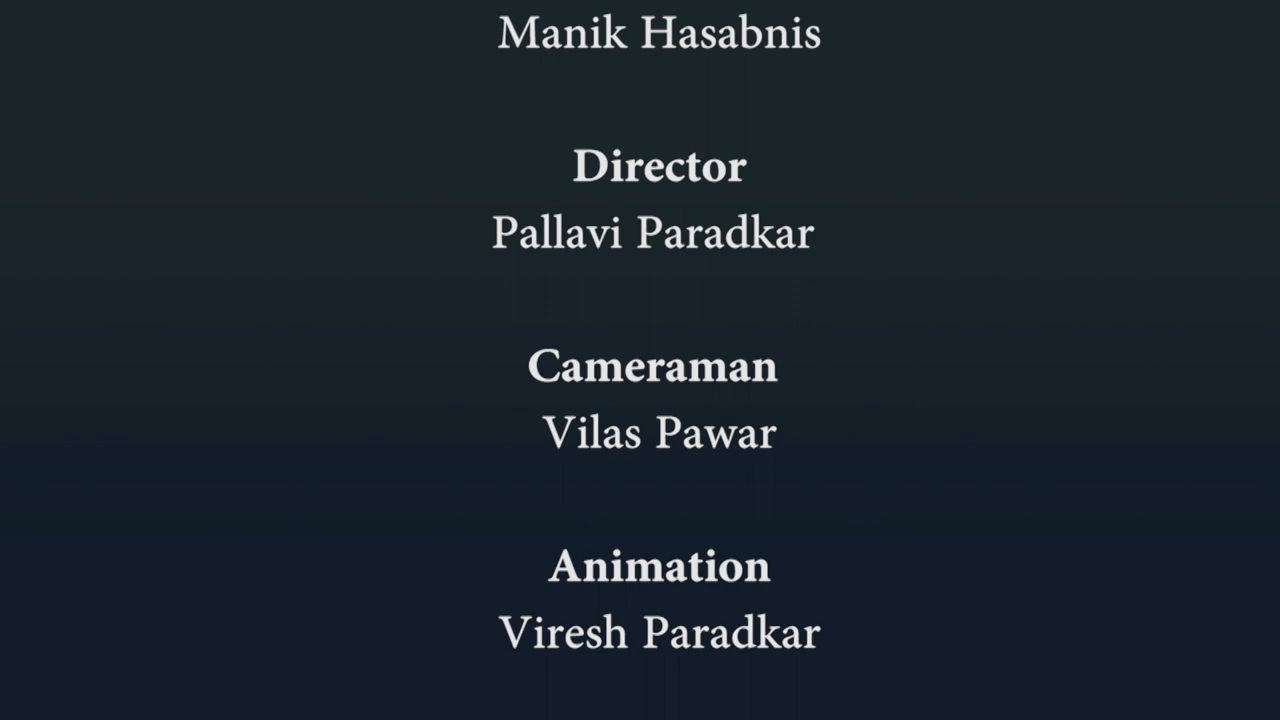 Manik Hasabnis
Director
Pallavi Paradkar
Cameraman
Vilas Pawar
Animation
Viresh Paradkar